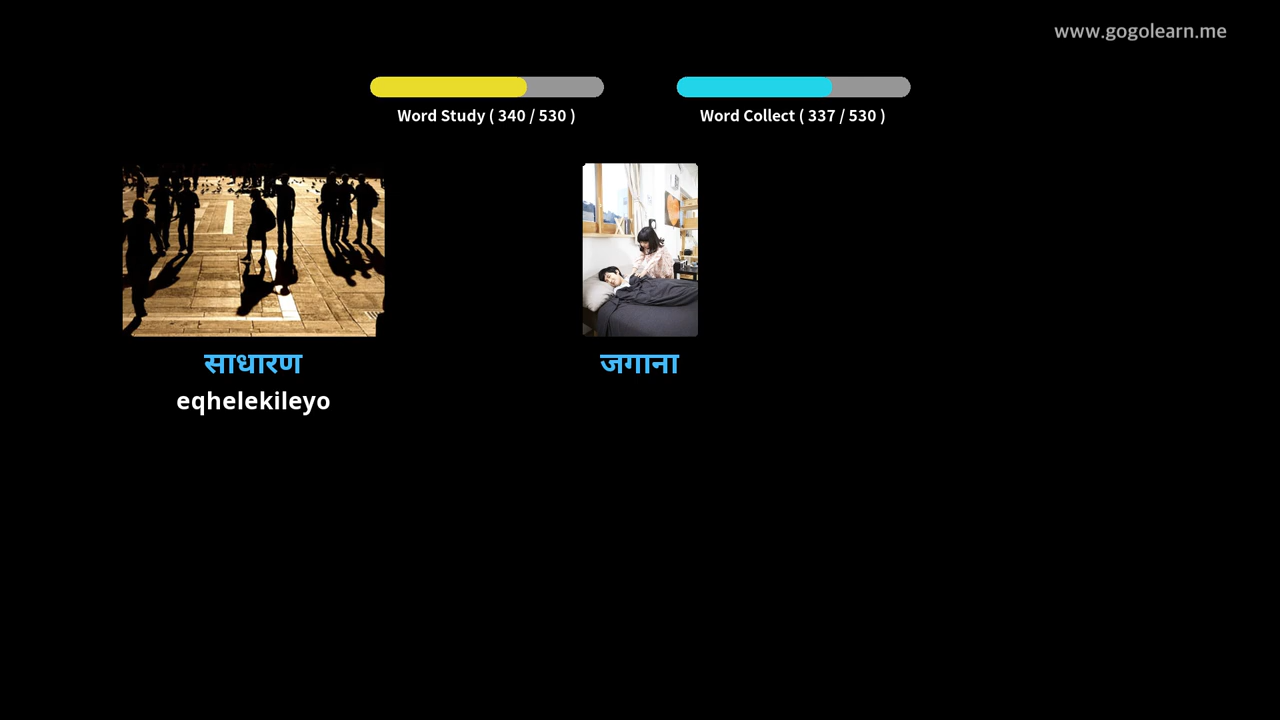 www.gogolearn.me
Word Study ( 340 / 530 )
Word Collect ( 337 / 530 )
साधारण
eqhelekileyo
जगाना